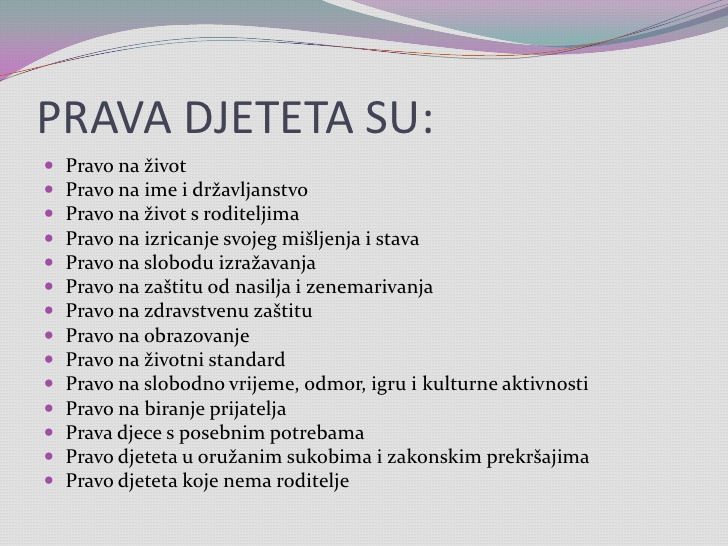 PRAVA DJETETA SU:
Pravo na život
Pravo na ime i državljanstvo
Pravo na život s roditeljima
Pravo na izricanje svojeg mišljenja i stava
Pravo na slobodu izražavanja
Pravo na zaštitu od nasilja i zenemarivanja
Pravo na zdravstvenu zaštitu
Pravo na obrazovanje
Pravo na životni standard
Pravo na slobodno vrijeme, odmor, igru i kulturne aktivnosti
Pravo na biranje prijatelja
Prava djece s posebnim potrebama
Pravo djeteta u oružanim sukobima i zakonskim prekršajima
Pravo djeteta koje nema roditelje